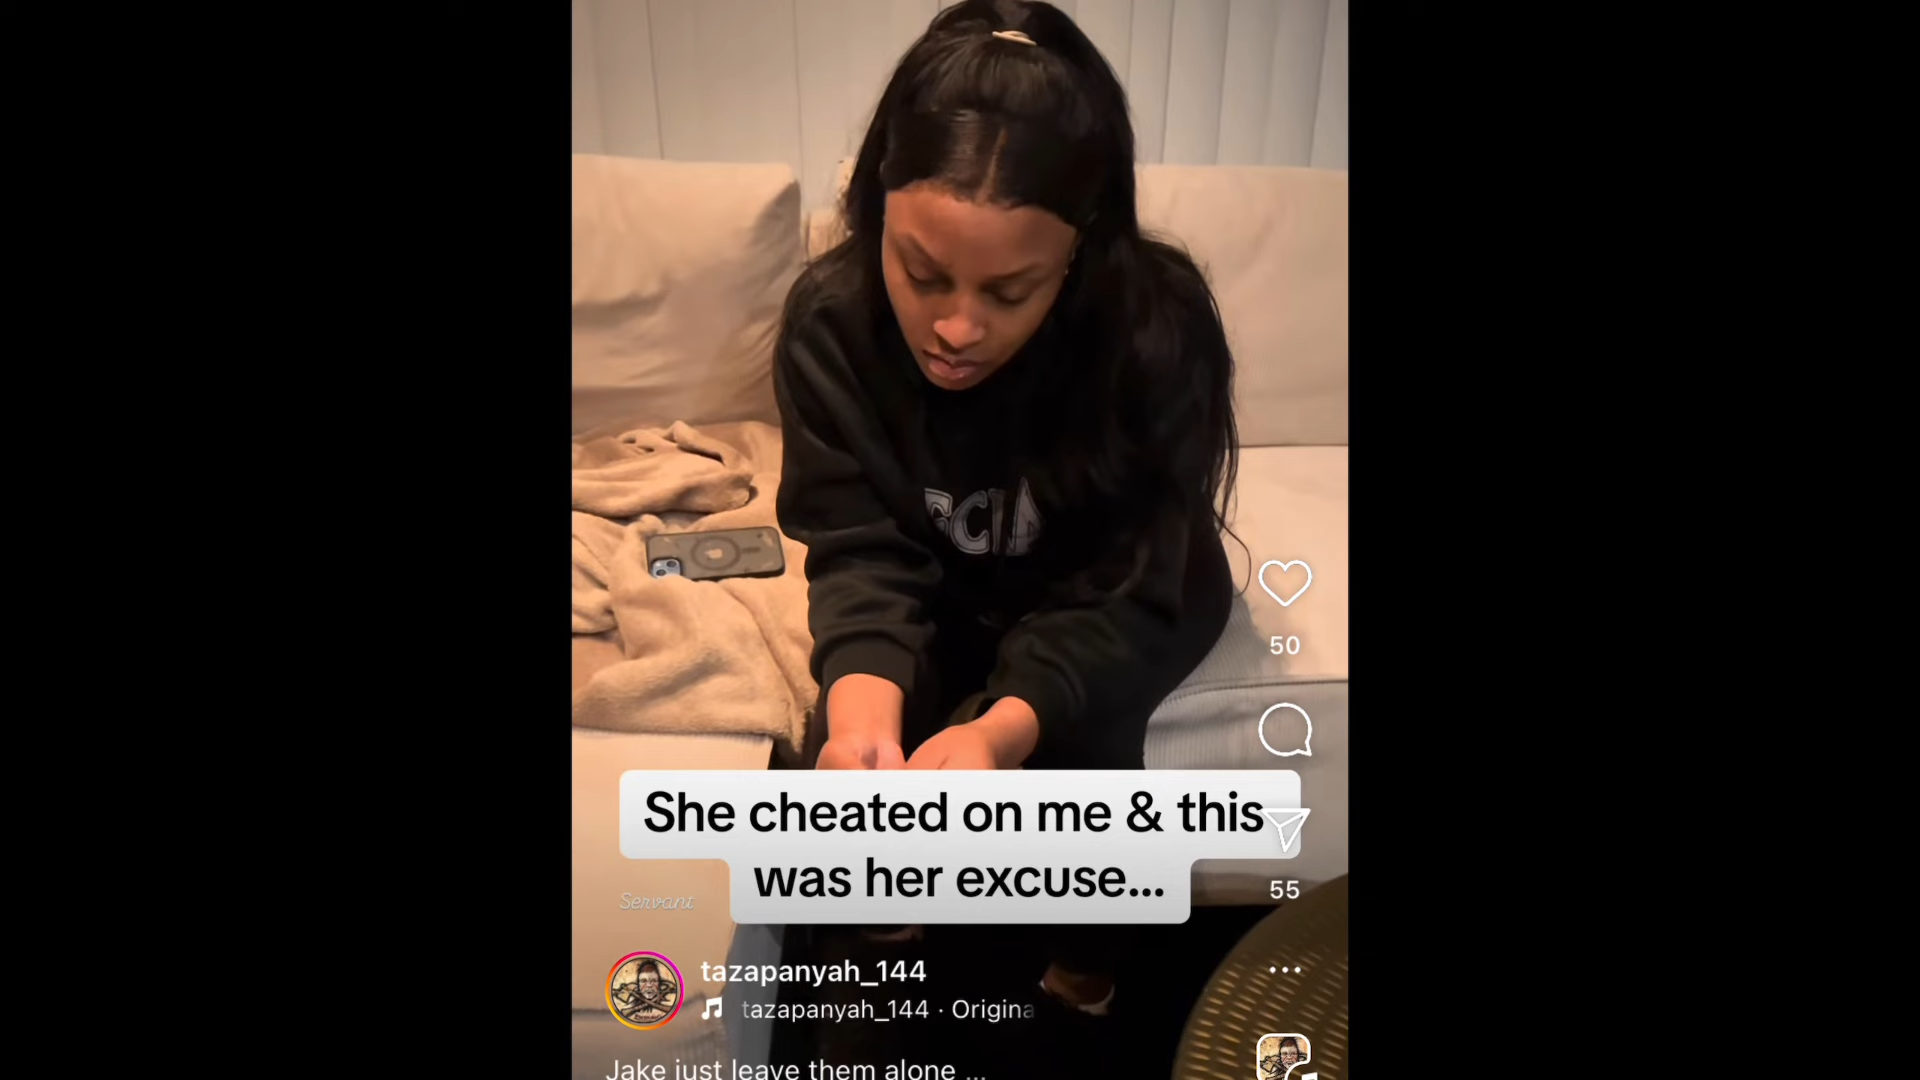 ECIA
50
She cheated on me & this
was her excuse...
55
Servant
tazapanyah_144
tazapanyah_144 · Origina
Jake just leave them alone ...